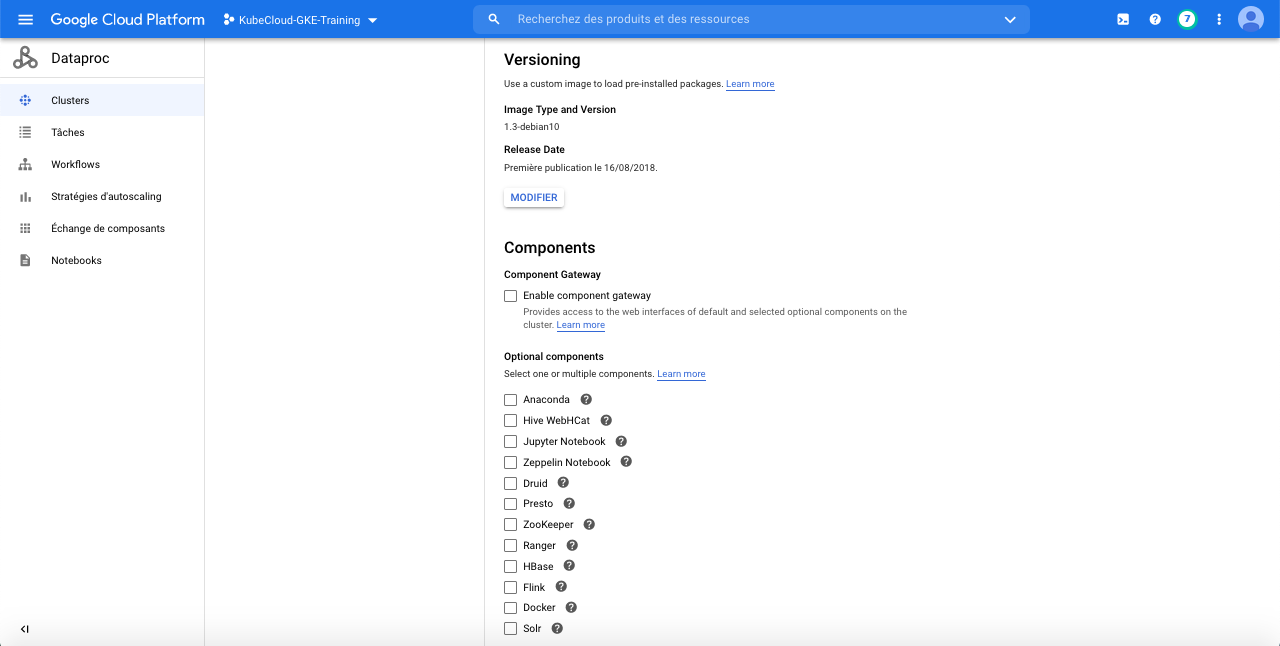 Google Cloud Platform
KubeCloud-GKE-Training
Recherchez des produits et des ressources
7
Dataproc
Clusters
Tâches
Workflows
Stratégies d'autoscaling
Échange de composants
Notebooks
Versioning
Use a custom image to load pre-installed packages. Learn more
Image Type and Version
1.3-debian10
Release Date
Première publication le 16/08/2018.
MODIFIER
Components
Component Gateway
Enable component gateway
Provides access to the web interfaces of default and selected optional components on the
cluster. Learn more
Optional components
Select one or multiple components. Learn more
Anaconda
Hive WebHCat
Jupyter Notebook
Zeppelin Notebook
Druid
Presto
ZooKeeper
Ranger
HBase
Flink
Docker
Solr